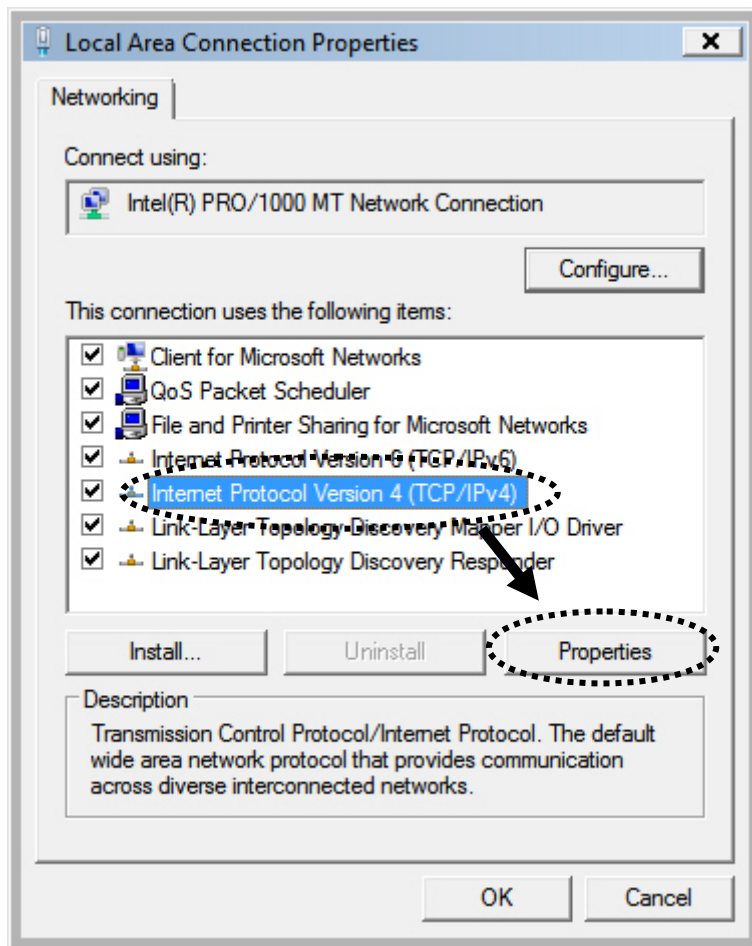 Local Area Connection Properties
Networking
Connect using:
Intel(R) PRO/1000 MT Network Connection
Configure...
This connection uses the following items:
Client for Microsoft Networks
QoS Packet Scheduler
File and Printer Sharing for Microsoft Networks
Internet Protocol Version 6 (TCP/IPv6)
Internet Protocol Version 4 (TCP/IPv4)
Link-Layer Topology Discovery Mapper I/O Driver
Link-Layer Topology Discovery Responder
Install... Uninstall Properties
Description
Transmission Control Protocol/Internet Protocol. The default
wide area network protocol that provides communication
across diverse interconnected networks.
OK Cancel